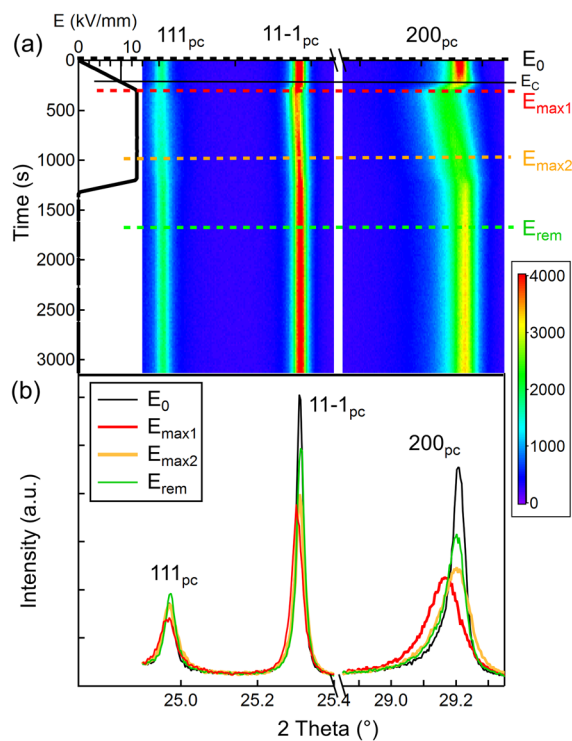 E (kV/mm)
0 10
(a) 111pc 11-1pc 200pc
0 E0
EC
500 Emax1
1000 Emax2
1500 Erem
2000
2500
3000
Time (s)
4000
3000
2000
1000
0
(b)
E0
Emax1
Emax2
Erem
11-1pc
200pc
111pc
Intensity (a.u.)
25.0 25.2 25.4 29.0 29.2
2 Theta (°)